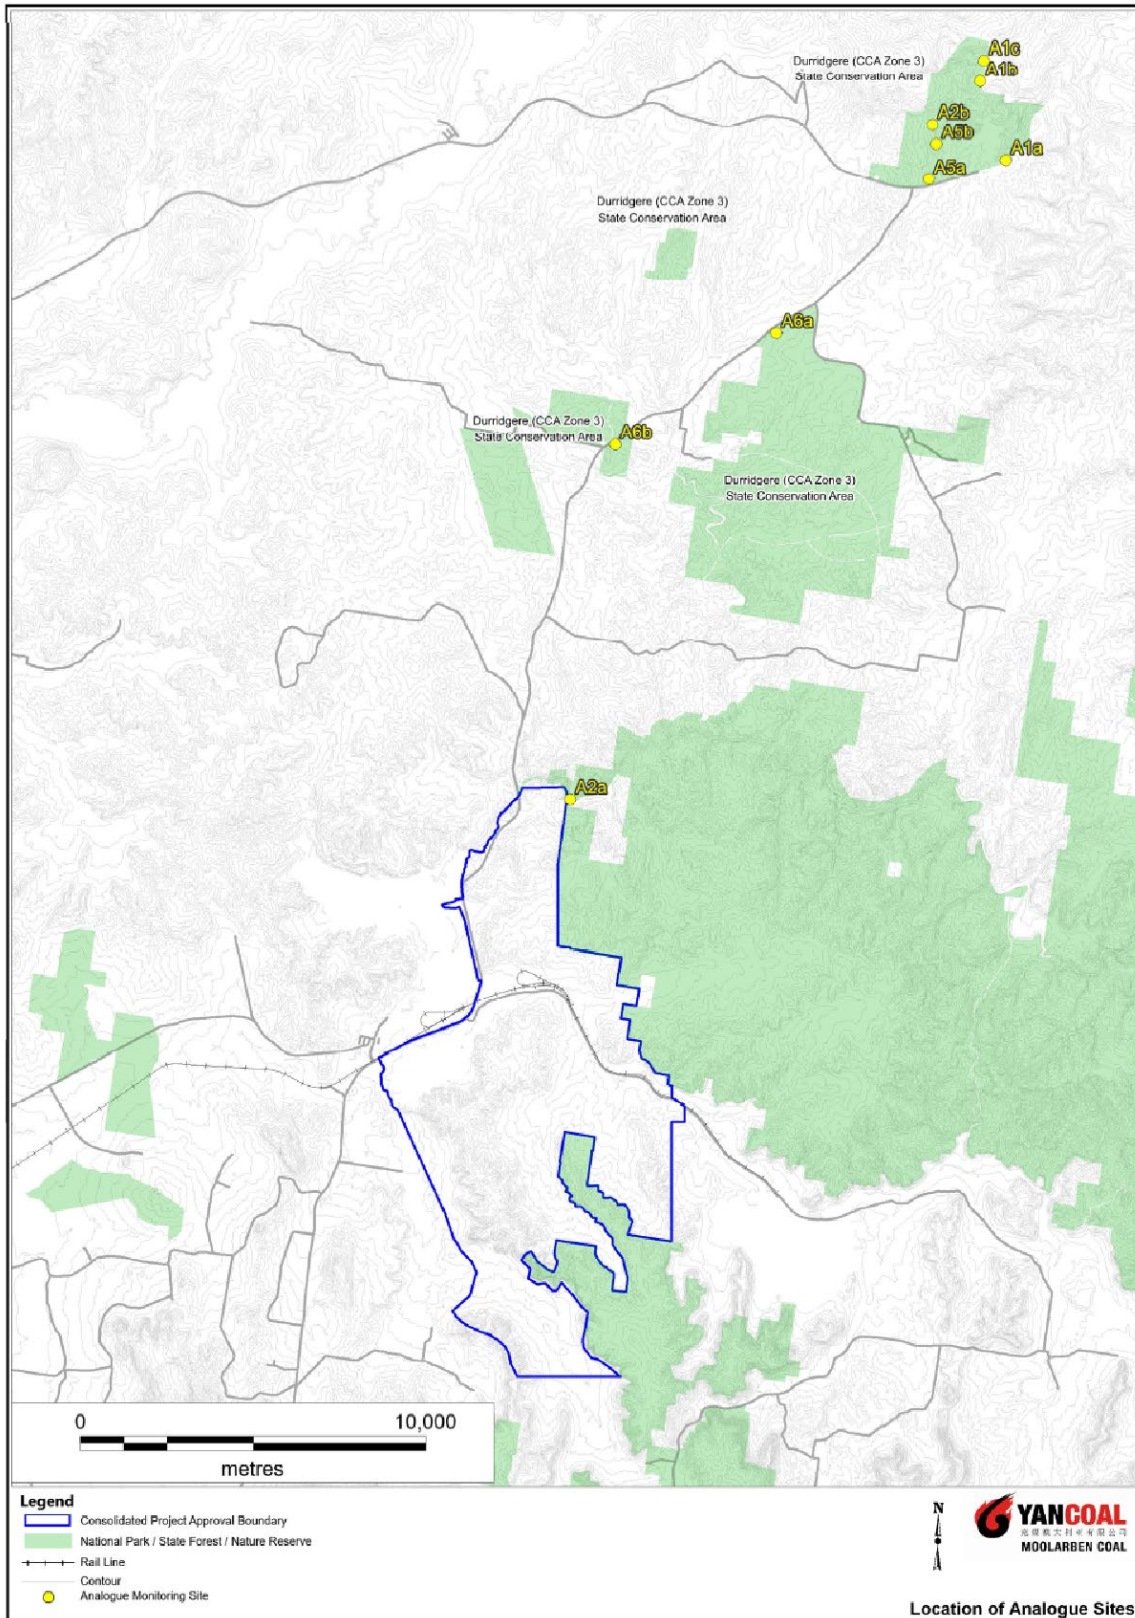 Durridgere (CCA Zone 3)
State Conservation Area
A1c
A1b
A2b
A5b
A1a
A5a
Durridgere (CCA Zone 3)
State Conservation Area
A6a
Durridgere (CCA Zone 3)
State Conservation Area
A6b
Durridgere (CCA Zone 3)
State Conservation Area
A2a
0 10,000
metres
Legend
Consolidated Project Approval Boundary
National Park / State Forest / Nature Reserve
Rail Line
Contour
Analogue Monitoring Site
N
YANCOAL
MOOLARBEN COAL
Location of Analogue Sites